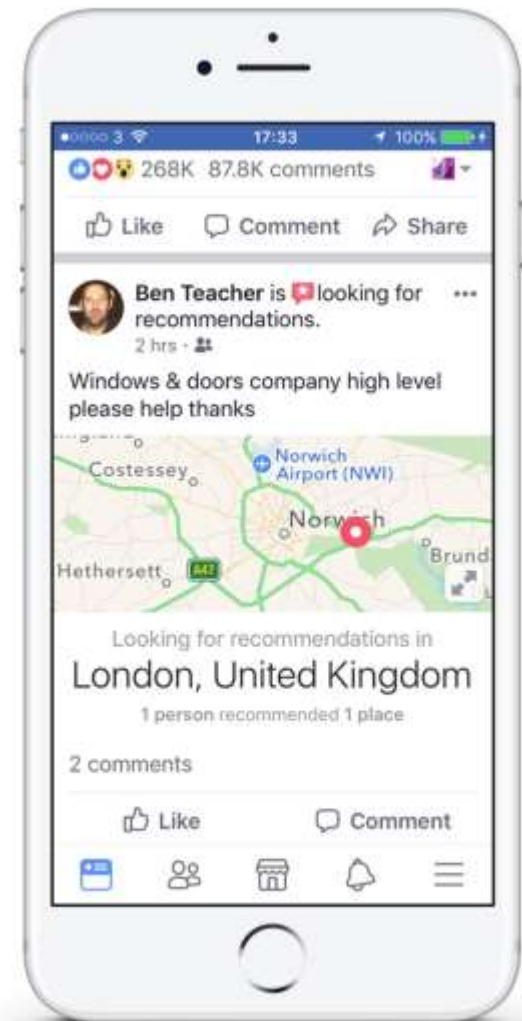 3 17:33 100%
268K 87.8K comments
Like Comment Share
Ben Teacher is looking for
recommendations.
2 hrs
Windows & doors company high level
please help thanks
Costessey
Norwich
Airport (NWI)
Norwich
Hethersett
A47
Brund
Looking for recommendations in
London, United Kingdom
1 person recommended 1 place
2 comments
Like Comment